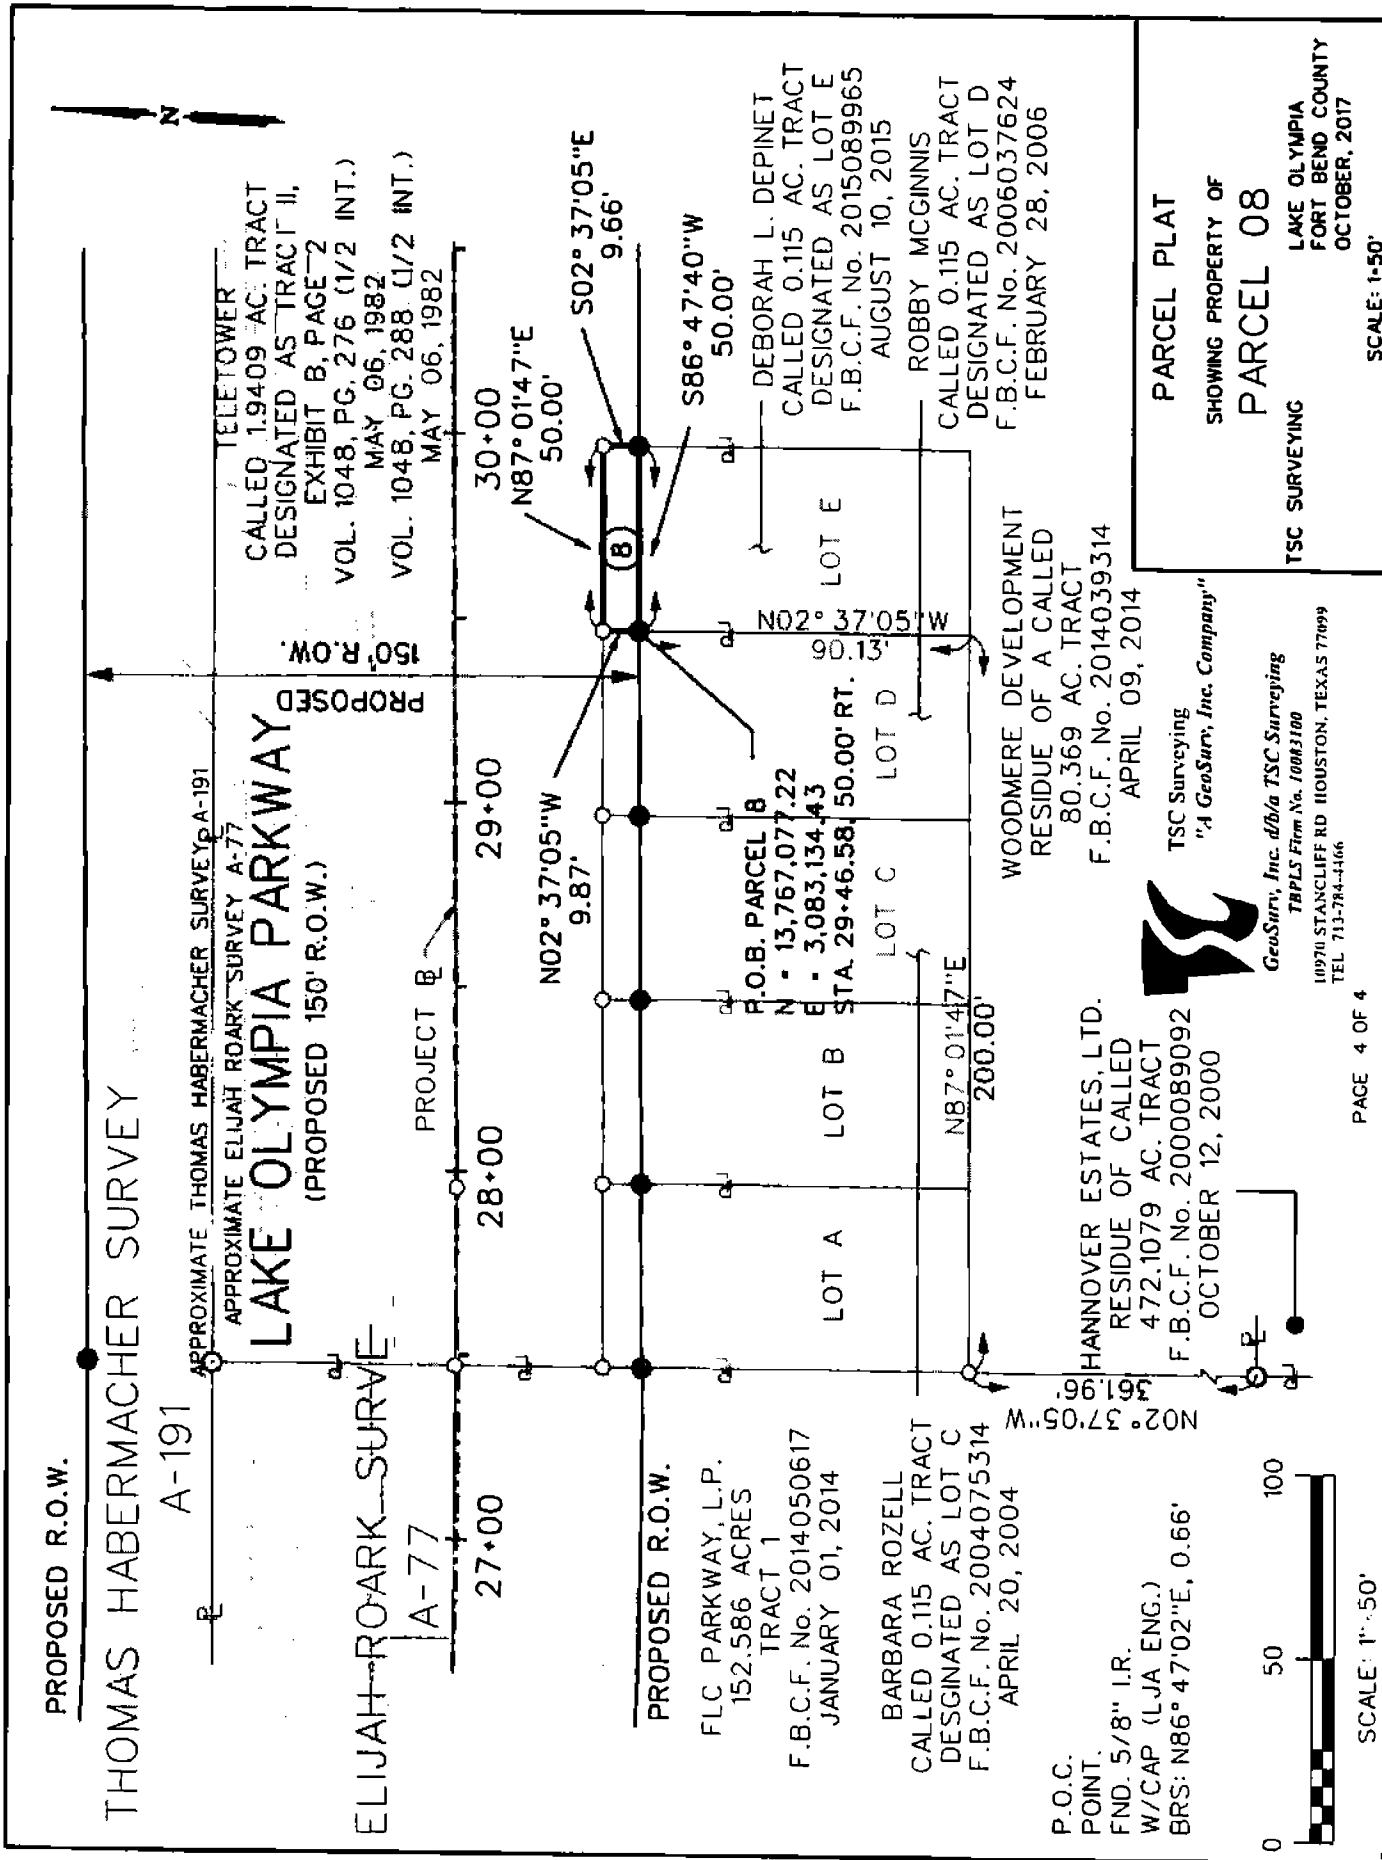 PROPOSED R.O.W.
THOMAS HABERMACHER SURVEY
A-191
APPROXIMATE THOMAS HABERMACHER SURVEY A-191
APPROXIMATE ELIJAH ROARK SURVEY A-77
LAKE OLYMPIA PARKWAY
(PROPOSED 150' R.O.W.)
PROPOSED
150' R.O.W.
N
TELETOWER
CALLED 1.9409 AC. TRACT
DESIGNATED AS TRACT II,
EXHIBIT B, PAGE 2
VOL. 1048, PG. 276 (1/2 INT.)
MAY 06, 1982
VOL. 1048, PG. 288 (1/2 INT.)
MAY 06, 1982
ELIJAH ROARK SURVE
A-77
PROJECT BL
27+00
28+00
29+00
30+00
N87°01'47"E
50.00'
S02° 37'05"E
9.66'
N02° 37'05"W
9.87'
8
S86° 47'40"W
50.00'
PROPOSED R.O.W.
FLC PARKWAY, L.P.
152.586 ACRES
TRACT 1
F.B.C.F. No. 2014050617
JANUARY 01, 2014
P.O.B. PARCEL 8
N = 13,767,077.22
E = 3,083,134.43
STA. 29+46.58, 50.00' RT.
N02° 37'05"W
90.13'
DEBORAH L. DEPINET
CALLED 0.115 AC. TRACT
DESIGNATED AS LOT E
F.B.C.F. No. 2015089965
AUGUST 10, 2015
LOT A
LOT B
LOT C
LOT D
LOT E
ROBBY MCGINNIS
CALLED 0.115 AC. TRACT
DESIGNATED AS LOT D
F.B.C.F. No. 2006037624
FEBRUARY 28, 2006
BARBARA ROZELL
CALLED 0.115 AC. TRACT
DESGINATED AS LOT C
F.B.C.F. No. 2004075314
APRIL 20, 2004
N87° 01'47"E
200.00'
WOODMERE DEVELOPMENT
RESIDUE OF A CALLED
80.369 AC. TRACT
F.B.C.F. No. 2014039314
APRIL 09, 2014
N02° 37'05"W
361.96'
HANNOVER ESTATES, LTD.
RESIDUE OF CALLED
472.1079 AC. TRACT
F.B.C.F. No. 2000089092
OCTOBER 12, 2000
P.O.C.
POINT.
FND. 5/8" I.R.
W/CAP (LJA ENG.)
BRS: N86° 47'02"E, 0.66'
0
50
100
SCALE: 1"=50'
TSC Surveying
"A GeoSurv, Inc. Company"
GeoSurv, Inc. d/b/a TSC Surveying
TBPLS Firm No. 10083100
10970 STANCLIFF RD HOUSTON, TEXAS 77099
TEL 713-784-4466
PAGE 4 OF 4
PARCEL PLAT
SHOWING PROPERTY OF
PARCEL 08
TSC SURVEYING
LAKE OLYMPIA
FORT BEND COUNTY
OCTOBER, 2017
SCALE: 1=50'